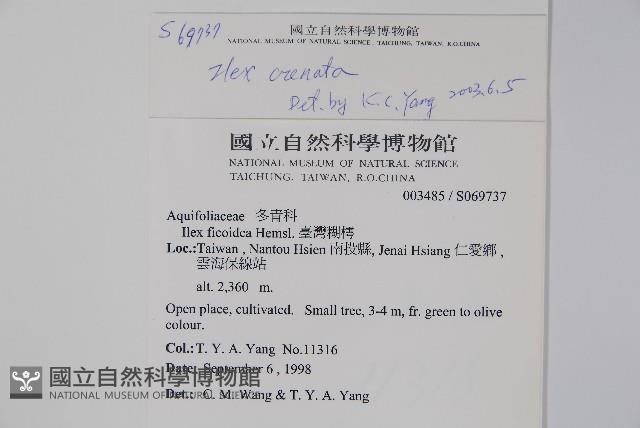 S69737
國立自然科學博物館
NATIONAL MUSEUM OF NATURAL SCIENCE, TAICHUNG, TAIWAN, R.O.CHINA
Ilex crenata
Det. by K.C. Yang 2003.6.5
國立自然科學博物館
NATIONAL MUSEUM OF NATURAL SCIENCE
TAICHUNG, TAIWAN, R.O.CHINA
003485 / S069737
Aquifoliaceae 冬青科
Ilex ficoidea Hemsl. 臺灣糊樗
Loc.:Taiwan , Nantou Hsien 南投縣, Jenai Hsiang 仁愛鄉 ,
雲海保線站
alt. 2,360 m.
Open place, cultivated. Small tree, 3-4 m, fr. green to olive
colour.
Col.: T. Y. A. Yang No.11316
Date: September 6 , 1998
Det.: C. M. Wang & T. Y. A. Yang
國立自然科學博物館
NATIONAL MUSEUM OF NATURAL SCIENCE